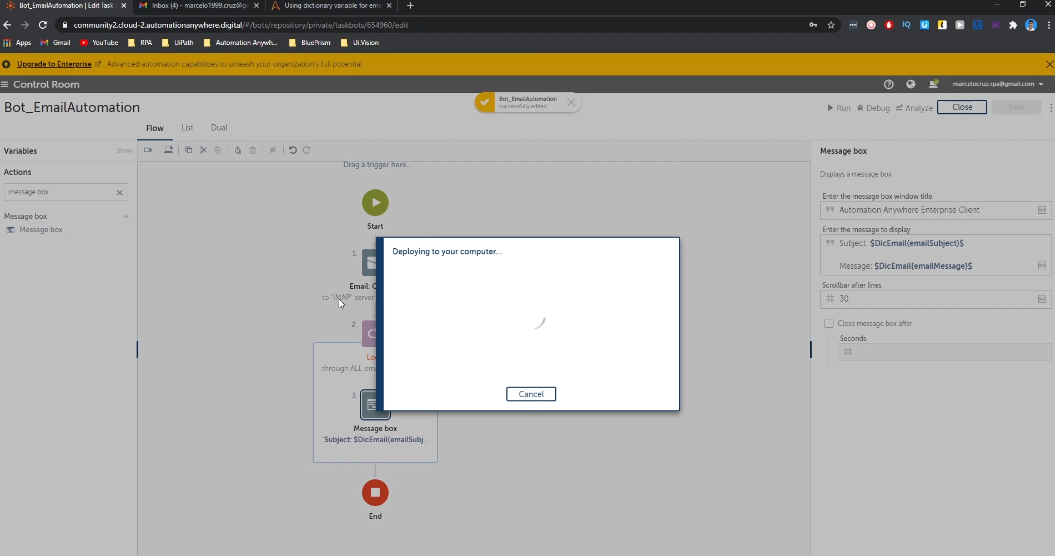 Bot_EmailAutomation | Edit Task
Inbox (4) - marcelo1999.cruz@g
Using dictionary variable for ema
community2.cloud-2.automationanywhere.digital/#/bots/repository/private/taskbots/654960/edit
Apps
Gmail
YouTube
RPA
UiPath
Automation Anywh...
BluePrism
Ui.Vision
Upgrade to Enterprise
Advanced automation capabilities to unleash your organization's full potential.
Control Room
marcelocruz.rpa@gmail.com
Bot_EmailAutomation
Bot_EmailAutomation
successfully edited
Run
Debug
Analyze
Close
Save
Flow
List
Dual
Variables
Show
Actions
message box
Message box
Message box
Drag a trigger here...
Start
1.
Email: C
to "IMAP" server
2.
Lo
through ALL ema
3.
Message box
"Subject: $DicEmail{emailSubj...
End
Deploying to your computer...
Cancel
Message box
Displays a message box
Enter the message box window title
Automation Anywhere Enterprise Client
Enter the message to display
Subject: $DicEmail{emailSubject}$
Message: $DicEmail{emailMessage}$
Scrollbar after lines
# 30
Close message box after
Seconds
#